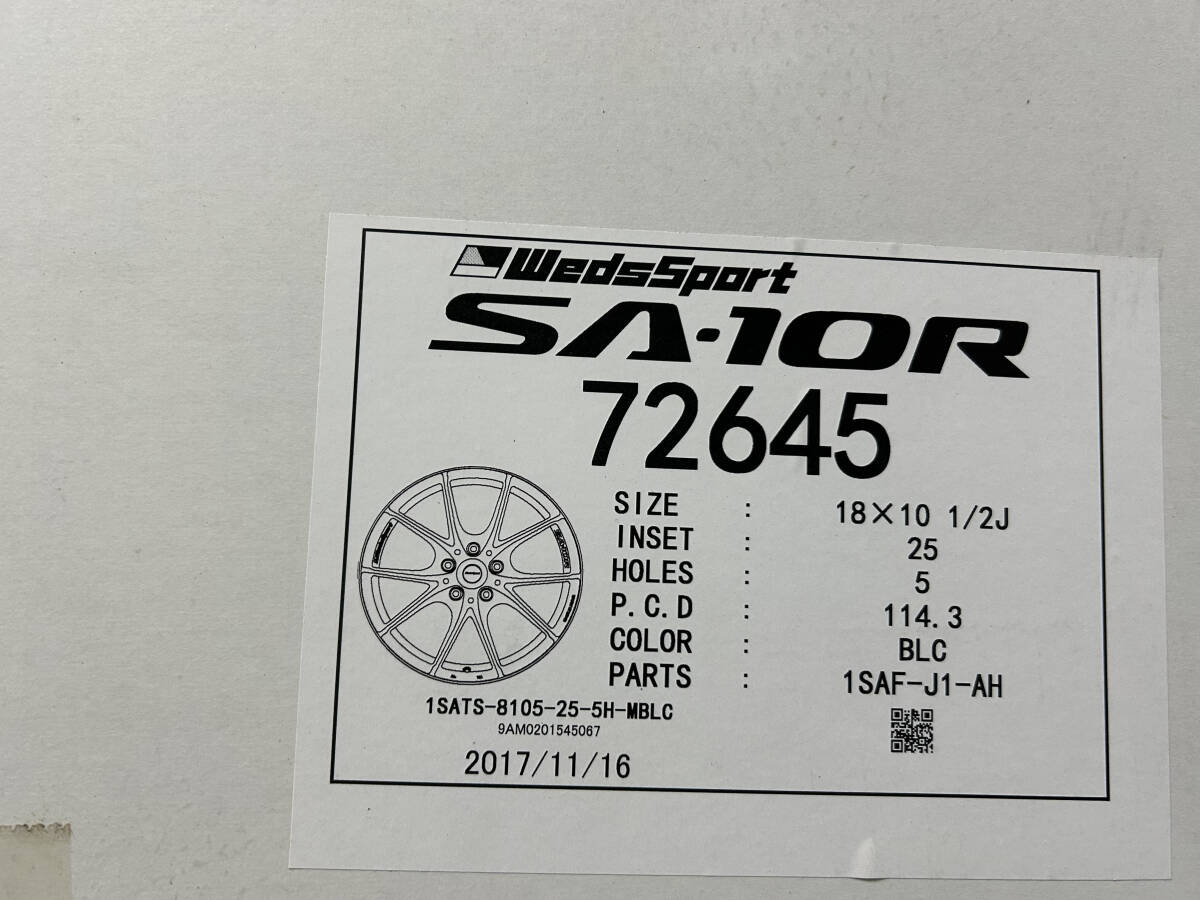 WedsSport
SA-10R
72645
SIZE : 18×10 1/2J
INSET : 25
HOLES : 5
P.C.D : 114.3
COLOR : BLC
PARTS : 1SAF-J1-AH
1SATS-8105-25-5H-MBLC
9AM0201545067
2017/11/16